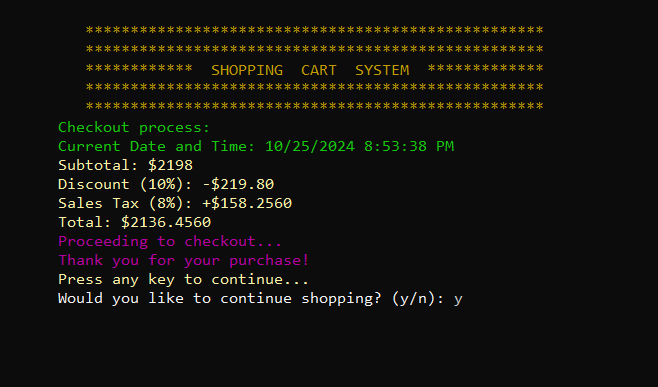 ***************************************************
***************************************************
************  SHOPPING  CART  SYSTEM  *************
***************************************************
***************************************************
Checkout process:
Current Date and Time: 10/25/2024 8:53:38 PM
Subtotal: $2198
Discount (10%): -$219.80
Sales Tax (8%): +$158.2560
Total: $2136.4560
Proceeding to checkout...
Thank you for your purchase!
Press any key to continue...
Would you like to continue shopping? (y/n): y